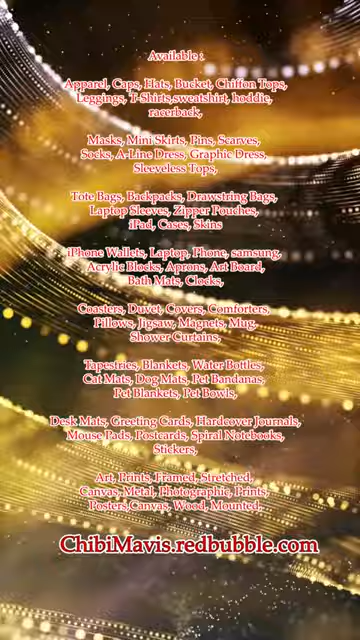 Available :
Apparel, Caps, Hats, Bucket, Chiffon Tops,
Leggings, T-Shirts,sweatshirt, hoddie,
racerback,
Masks, Mini Skirts, Pins, Scarves,
Socks, A-Line Dress, Graphic Dress,
Sleeveless Tops,
Tote Bags, Backpacks, Drawstring Bags,
Laptop Sleeves, Zipper Pouches,
iPad, Cases, Skins
iPhone Wallets, Laptop, Phone, samsung,
Acrylic Blocks, Aprons, Art Board,
Bath Mats, Clocks,
Coasters, Duvet, Covers, Comforters,
Pillows, Jigsaw, Magnets, Mug,
Shower Curtains,
Tapestries, Blankets, Water Bottles,
Cat Mats, Dog Mats, Pet Bandanas,
Pet Blankets, Pet Bowls,
Desk Mats, Greeting Cards, Hardcover Journals,
Mouse Pads, Postcards, Spiral Notebooks,
Stickers,
Art, Prints, Framed, Stretched,
Canvas ,Metal, Photographic, Prints,
Posters,Canvas, Wood, Mounted,
ChibiMavis.redbubble.com